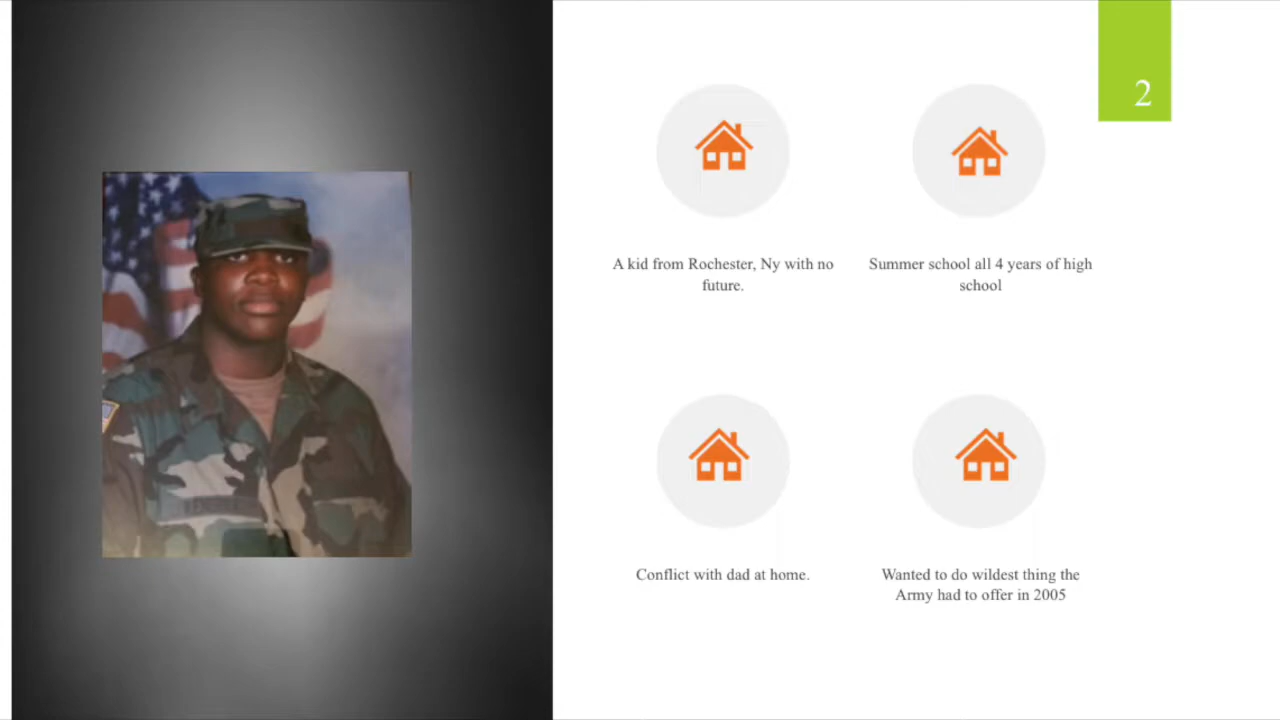 2
A kid from Rochester, Ny with no
future.
Summer school all 4 years of high
school
Conflict with dad at home.
Wanted to do wildest thing the
Army had to offer in 2005